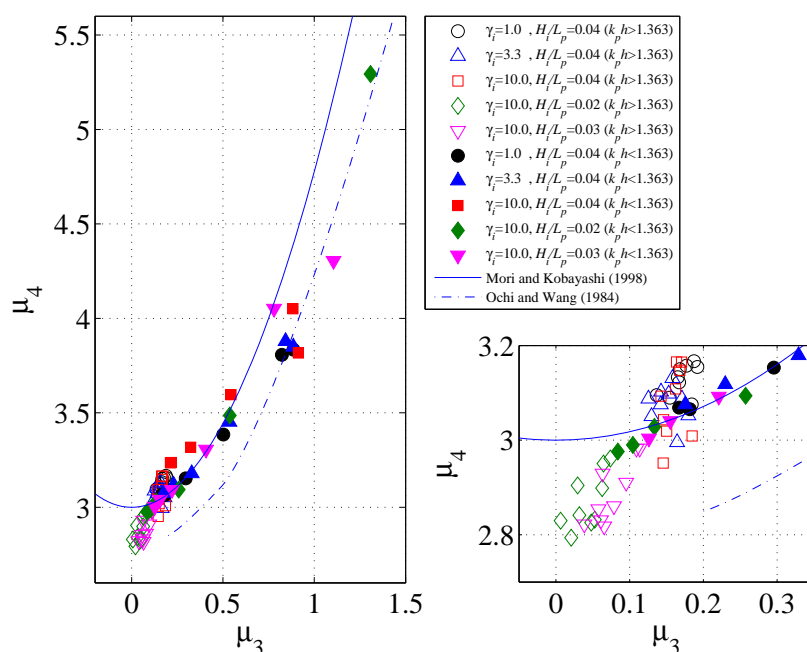 5.5
5
4.5
4
3.5
3
0
0.5
1
1.5
μ4
μ3
γi=1.0 , Hi/Lp=0.04 (kph>1.363)
γi=3.3 , Hi/Lp=0.04 (kph>1.363)
γi=10.0, Hi/Lp=0.04 (kph>1.363)
γi=10.0, Hi/Lp=0.02 (kph>1.363)
γi=10.0, Hi/Lp=0.03 (kph>1.363)
γi=1.0 , Hi/Lp=0.04 (kph<1.363)
γi=3.3 , Hi/Lp=0.04 (kph<1.363)
γi=10.0, Hi/Lp=0.04 (kph<1.363)
γi=10.0, Hi/Lp=0.02 (kph<1.363)
γi=10.0, Hi/Lp=0.03 (kph<1.363)
Mori and Kobayashi (1998)
Ochi and Wang (1984)
3.2
3.0
2.8
0
0.1
0.2
0.3
μ4
μ3